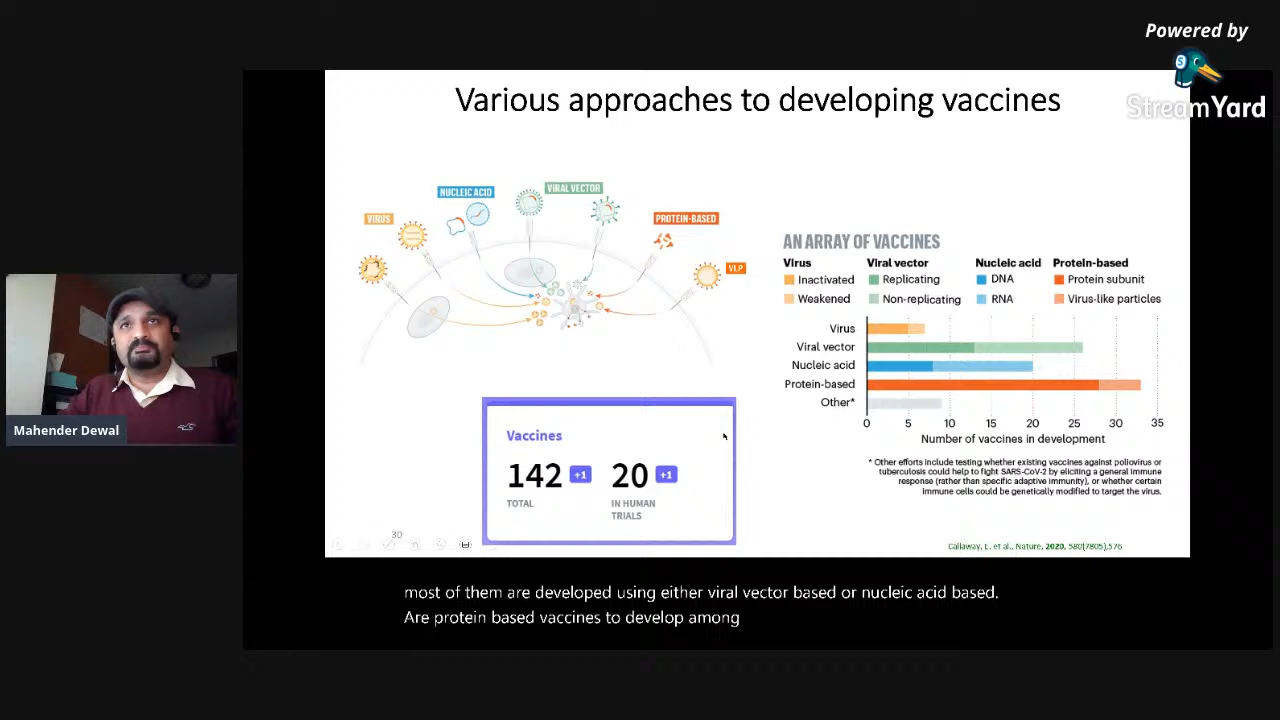 Powered by
StreamYard
Various approaches to developing vaccines
VIRUS
NUCLEIC ACID
VIRAL VECTOR
PROTEIN-BASED
VLP
AN ARRAY OF VACCINES
Virus Viral vector Nucleic acid Protein-based
Inactivated Replicating DNA Protein subunit
Weakened Non-replicating RNA Virus-like particles
Virus
Viral vector
Nucleic acid
Protein-based
Other*
0 5 10 15 20 25 30 35
Number of vaccines in development
* Other efforts include testing whether existing vaccines against poliovirus or
tuberculosis could help to fight SARS-CoV-2 by eliciting a general immune
response (rather than specific adaptive immunity), or whether certain
immune cells could be genetically modified to target the virus.
Vaccines
142 +1 20 +1
TOTAL IN HUMAN
TRIALS
30
Callaway, E. et al., Nature, 2020, 580(7805),576
Mahender Dewal
most of them are developed using either viral vector based or nucleic acid based.
Are protein based vaccines to develop among